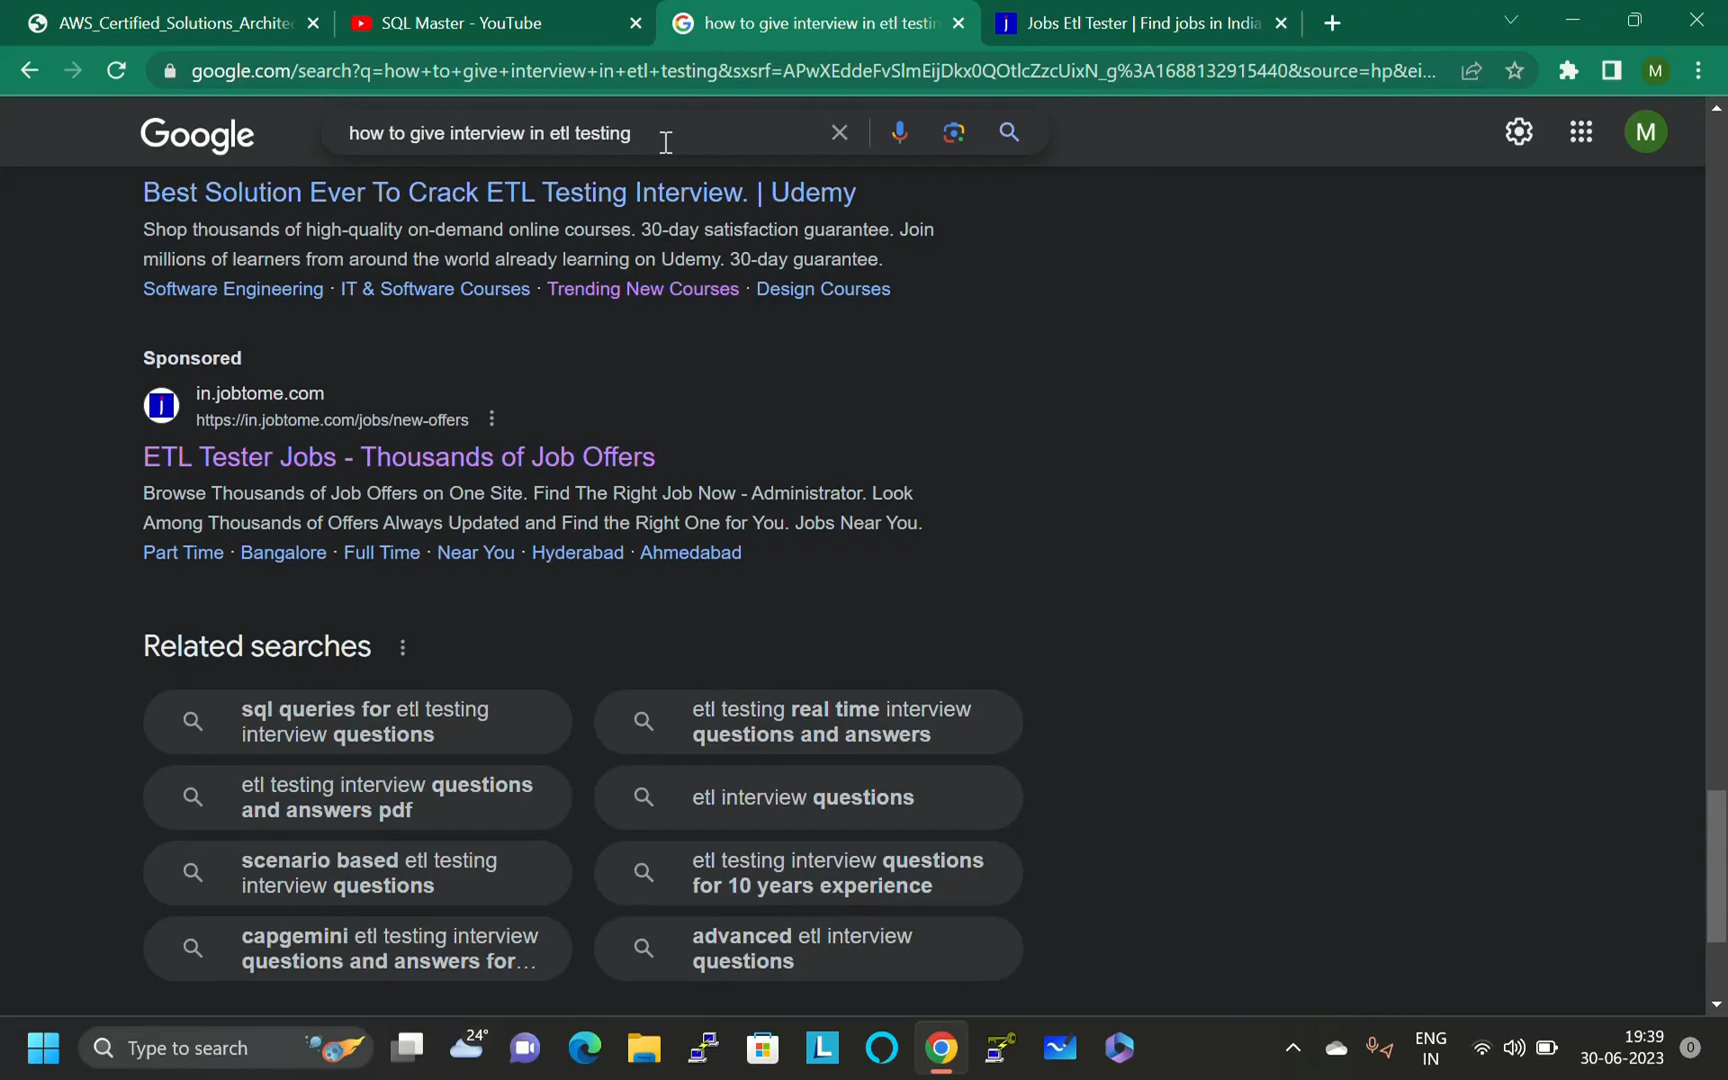 AWS_Certified_Solutions_Archite
SQL Master - YouTube
how to give interview in etl testin
Jobs Etl Tester | Find jobs in India
google.com/search?q=how+to+give+interview+in+etl+testing&sxsrf=APwXEddeFvSlmEijDkx0QOtlcZzcUixN_g%3A1688132915440&source=hp&ei...
M
Google
how to give interview in etl testing
M
Best Solution Ever To Crack ETL Testing Interview. | Udemy
Shop thousands of high-quality on-demand online courses. 30-day satisfaction guarantee. Join
millions of learners from around the world already learning on Udemy. 30-day guarantee.
Software Engineering · IT & Software Courses · Trending New Courses · Design Courses
Sponsored
in.jobtome.com
https://in.jobtome.com/jobs/new-offers
ETL Tester Jobs - Thousands of Job Offers
Browse Thousands of Job Offers on One Site. Find The Right Job Now - Administrator. Look
Among Thousands of Offers Always Updated and Find the Right One for You. Jobs Near You.
Part Time · Bangalore · Full Time · Near You · Hyderabad · Ahmedabad
Related searches
sql queries for etl testing
interview questions
etl testing real time interview
questions and answers
etl testing interview questions
and answers pdf
etl interview questions
scenario based etl testing
interview questions
etl testing interview questions
for 10 years experience
capgemini etl testing interview
questions and answers for...
advanced etl interview
questions
Type to search
24°
L
ENG
IN
19:39
30-06-2023
0